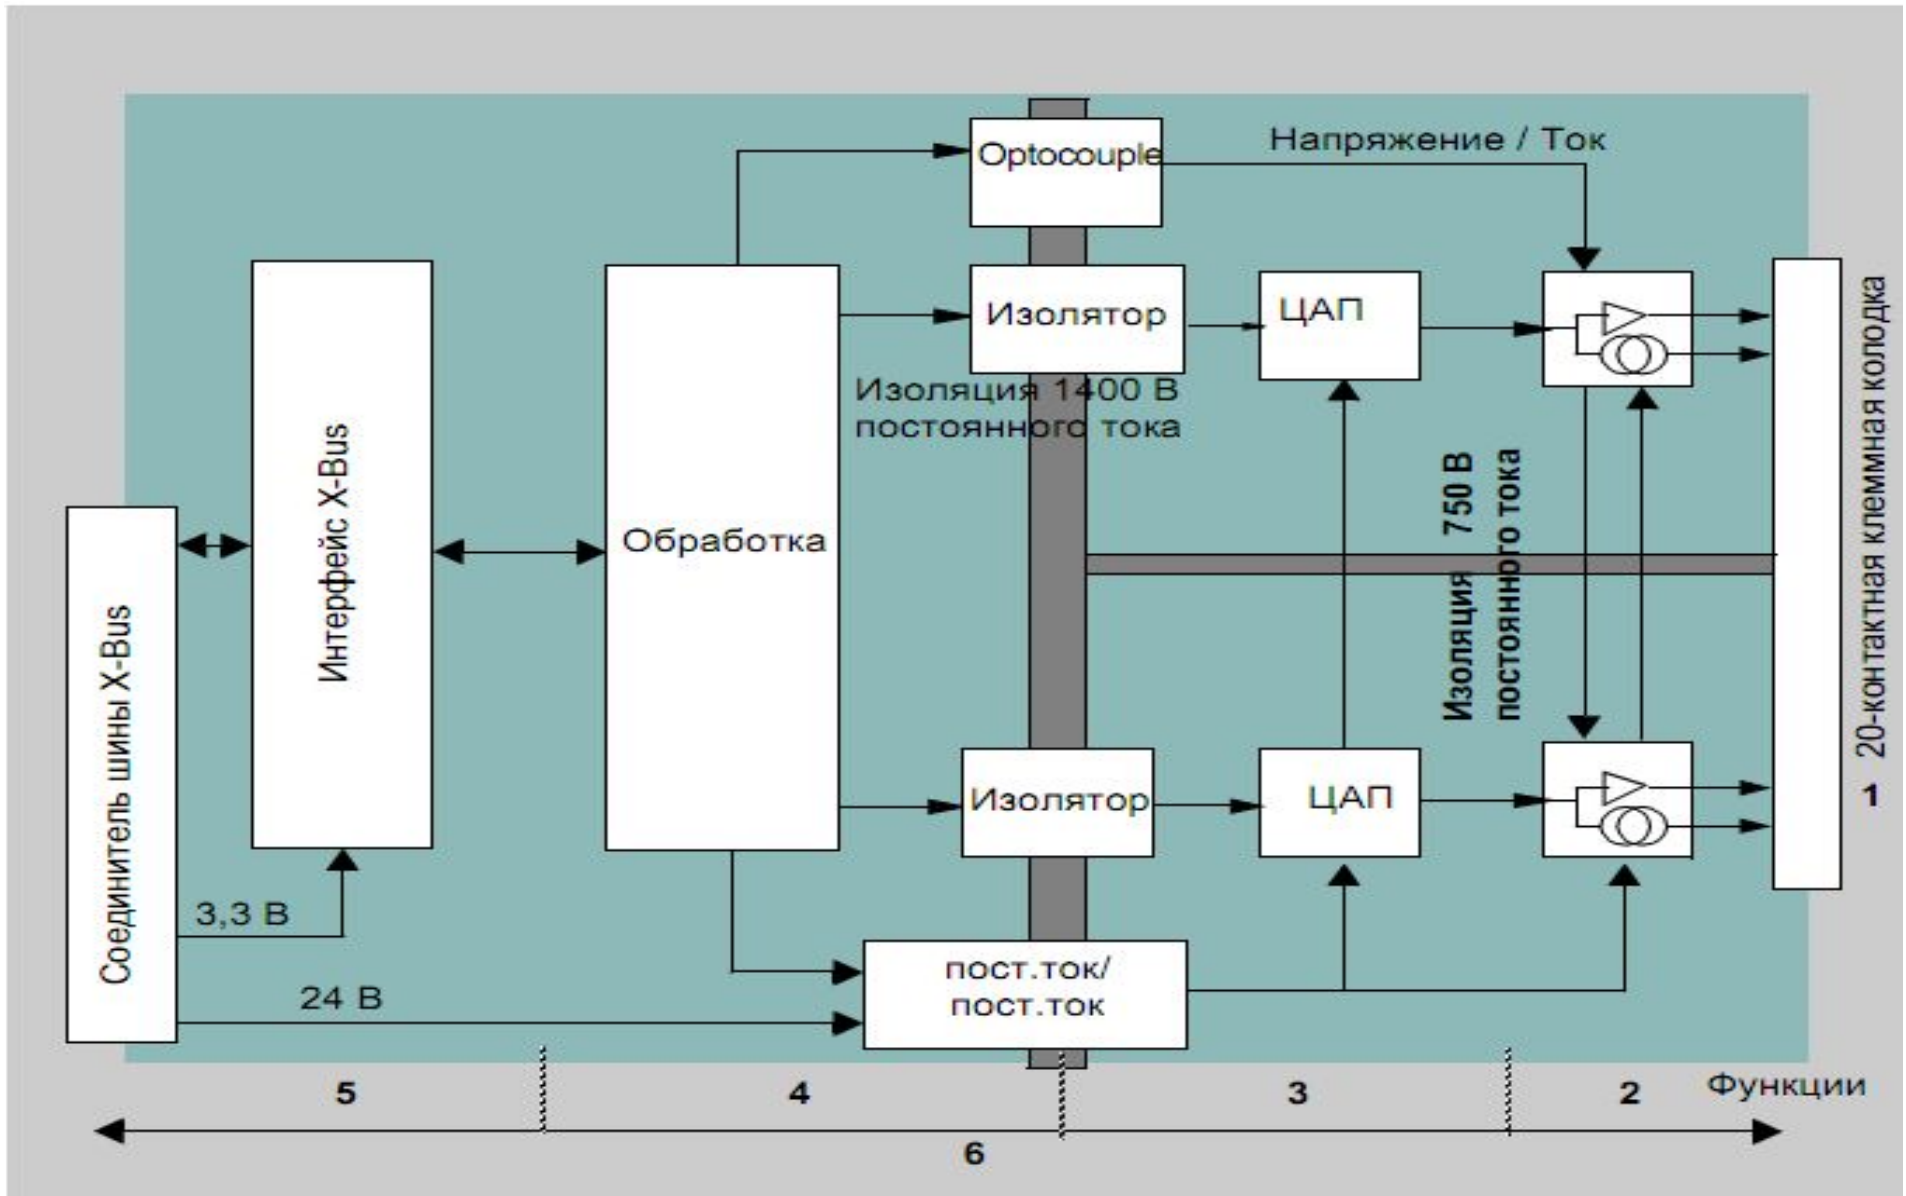 Optocouple
Напряжение / Ток
Изолятор
ЦАП
Изоляция 1400 В
постоянного тока
Интерфейс X-Bus
Обработка
Изоляция 750 В
постоянного тока
1 20-контактная клеммная колодка
Соединитель шины X-Bus
Изолятор
ЦАП
3,3 В
24 В
пост.ток/
пост.ток
5
4
3
2
Функции
6